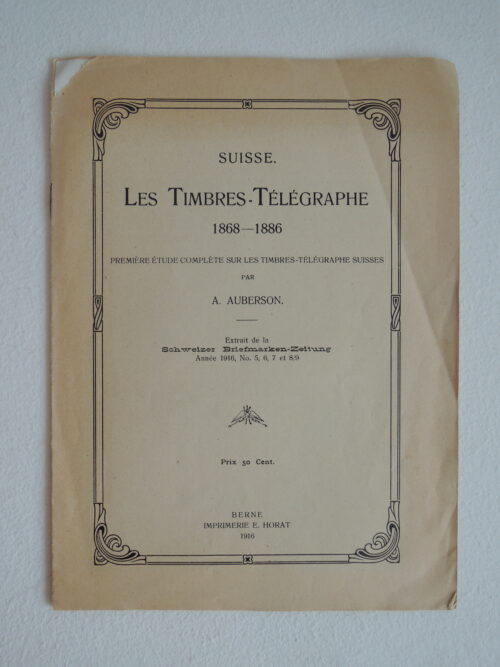 SUISSE.
LES TIMBRES-TÉLÉGRAPHE
1868—1886
PREMIÈRE ÉTUDE COMPLÈTE SUR LES TIMBRES-TÉLÉGRAPHE SUISSES
PAR
A. AUBERSON.
Extrait de la
Schweizer Briefmarken-Zeitung
Année 1916, No. 5, 6, 7 et 8/9
Prix 50 Cent.
BERNE
IMPRIMERIE E. HORAT
1916